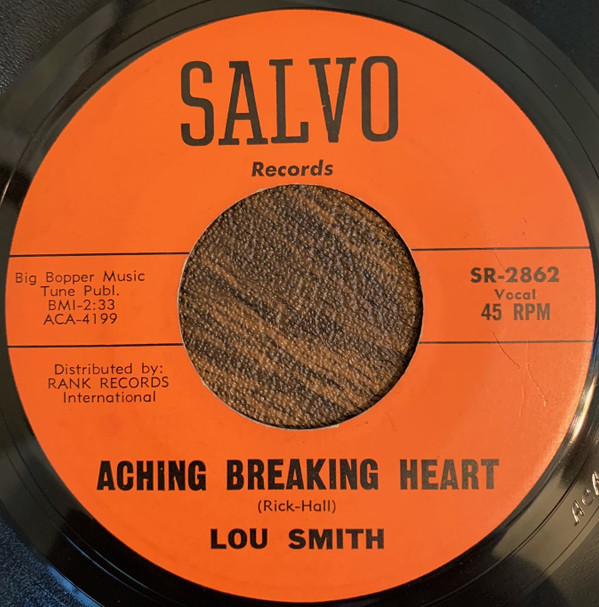 SALVO
Records
Big Bopper Music
Tune Publ.
BMI-2:33
ACA-4199
SR-2862
Vocal
45 RPM
Distributed by:
RANK RECORDS
International
ACHING BREAKING HEART
(Rick-Hall)
LOU SMITH